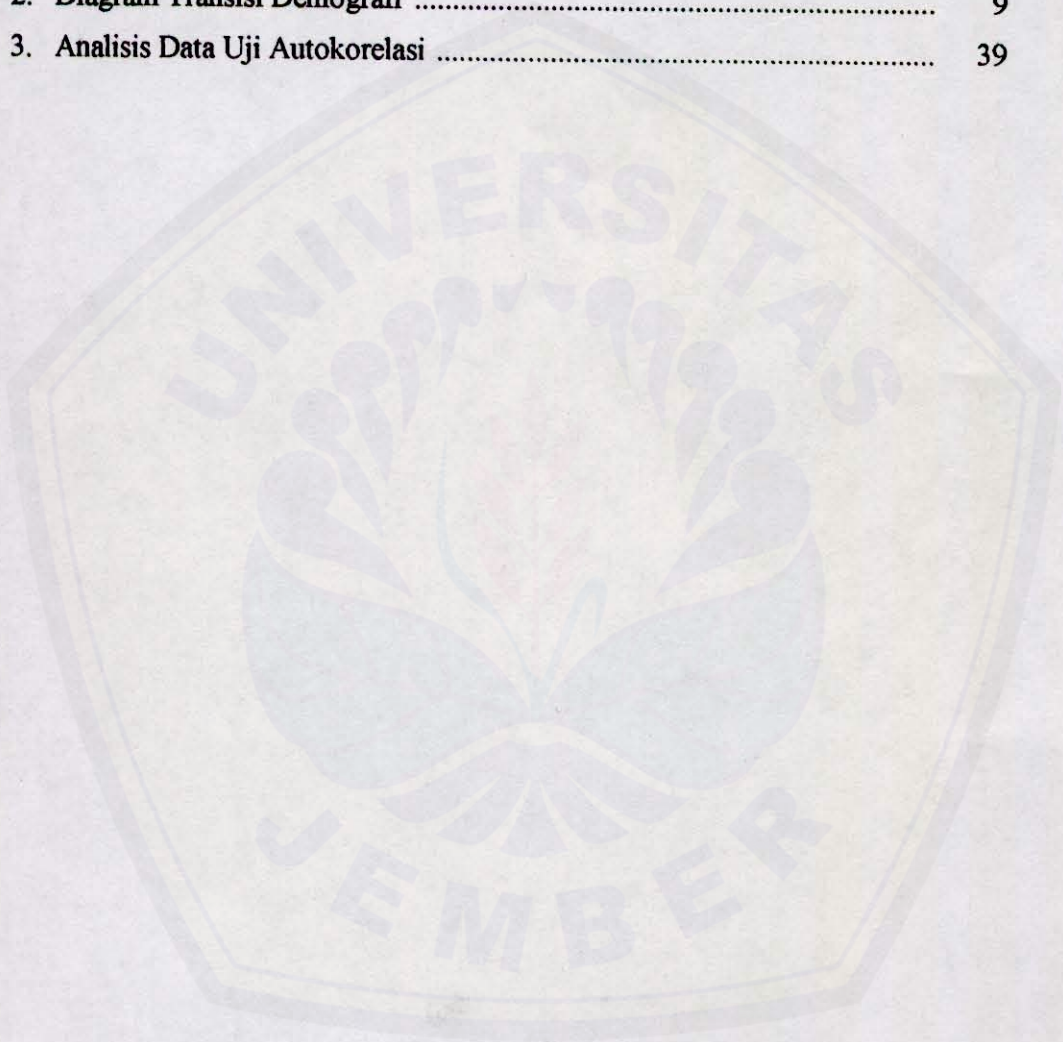 2. Diagram Transisi Demografi ........................................ 9
3. Analisis Data Uji Autokorelasi ........................................ 39
UNIVERSITAS
JEMBER